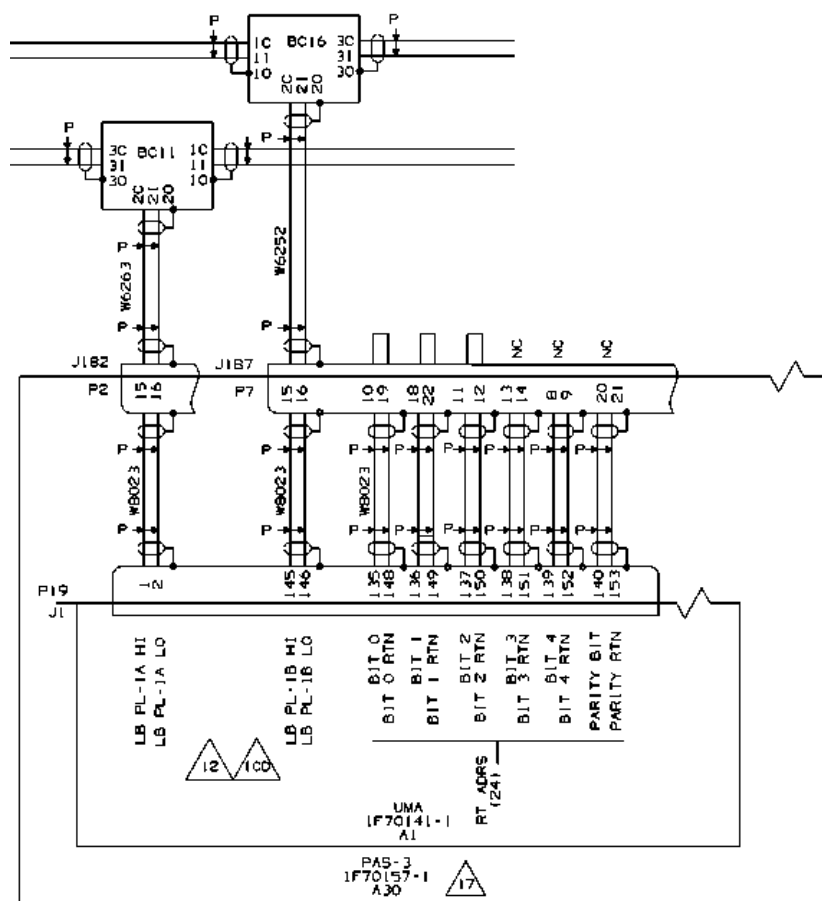 P
P
1C BC16 3C
11 31
10 30
2C
21
20
P
P
3C BC11 1C
31 11
30 10
2C
21
20
P
P
W6263
W6252
P
P
J182
J187
NC
NC
NC
P2
15
16
P7
15
16
10
19
18
22
11
12
13
14
8
9
20
21
P
P
P
P
P
P
P
P
W8023
W8023
W8023
P
P
P
P
P
P
P
P
P19
J1
1
2
145
146
135
148
136
149
137
150
138
151
139
152
140
153
LB PL-1A HI
LB PL-1A LO
LB PL-1B HI
LB PL-1B LO
BIT 0
BIT 0 RTN
BIT 1
BIT 1 RTN
BIT 2
BIT 2 RTN
BIT 3
BIT 3 RTN
BIT 4
BIT 4 RTN
PARITY BIT
PARITY RTN
12
100
RT ADRS
(24)
UMA
1F70141-1
A1
PAS-3
1F70157-1
A30
17